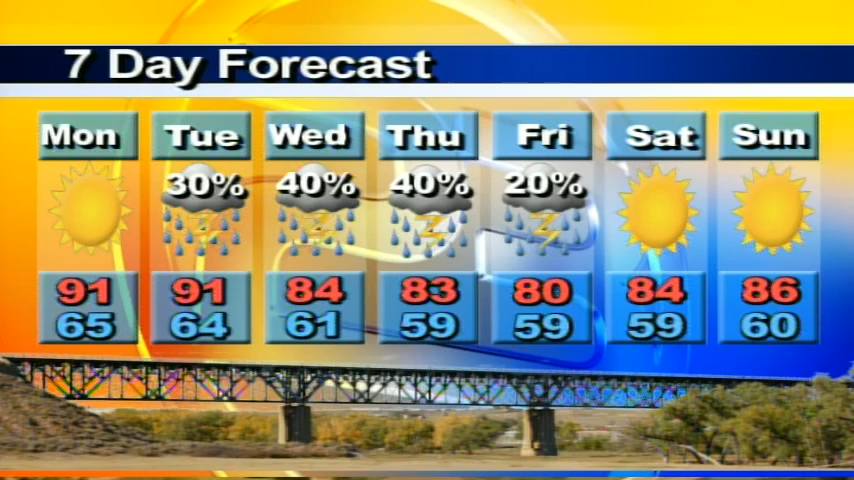 7 Day Forecast
Mon Tue Wed Thu Fri Sat Sun
30% 40% 40% 20%
91 91 84 83 80 84 86
65 64 61 59 59 59 60